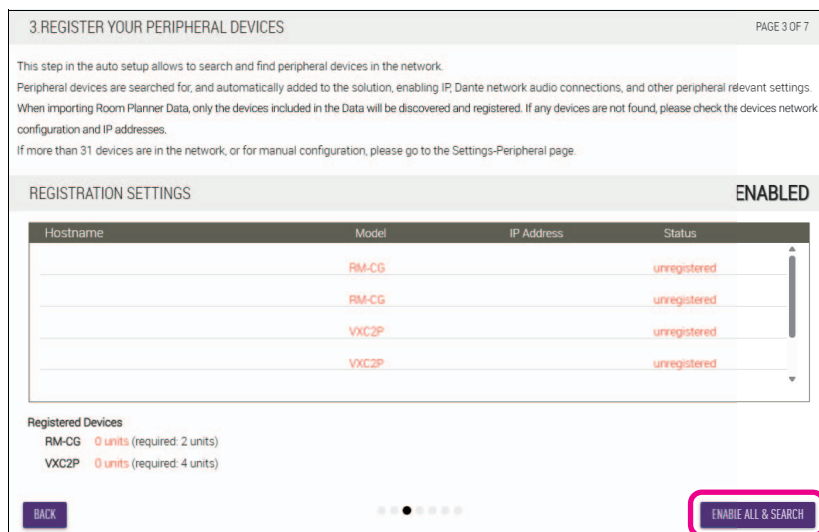 3.REGISTER YOUR PERIPHERAL DEVICES
PAGE 3 OF 7
This step in the auto setup allows to search and find peripheral devices in the network.
Peripheral devices are searched for, and automatically added to the solution, enabling IP, Dante network audio connections, and other peripheral relevant settings.
When importing Room Planner Data, only the devices included in the Data will be discovered and registered. If any devices are not found, please check the devices network
configuration and IP addresses.
If more than 31 devices are in the network, or for manual configuration, please go to the Settings-Peripheral page.
REGISTRATION SETTINGS
ENABLED
Hostname Model IP Address Status
RM-CG unregistered
RM-CG unregistered
VXC2P unregistered
VXC2P unregistered
Registered Devices
RM-CG 0 units (required: 2 units)
VXC2P 0 units (required: 4 units)
BACK
ENABLE ALL & SEARCH